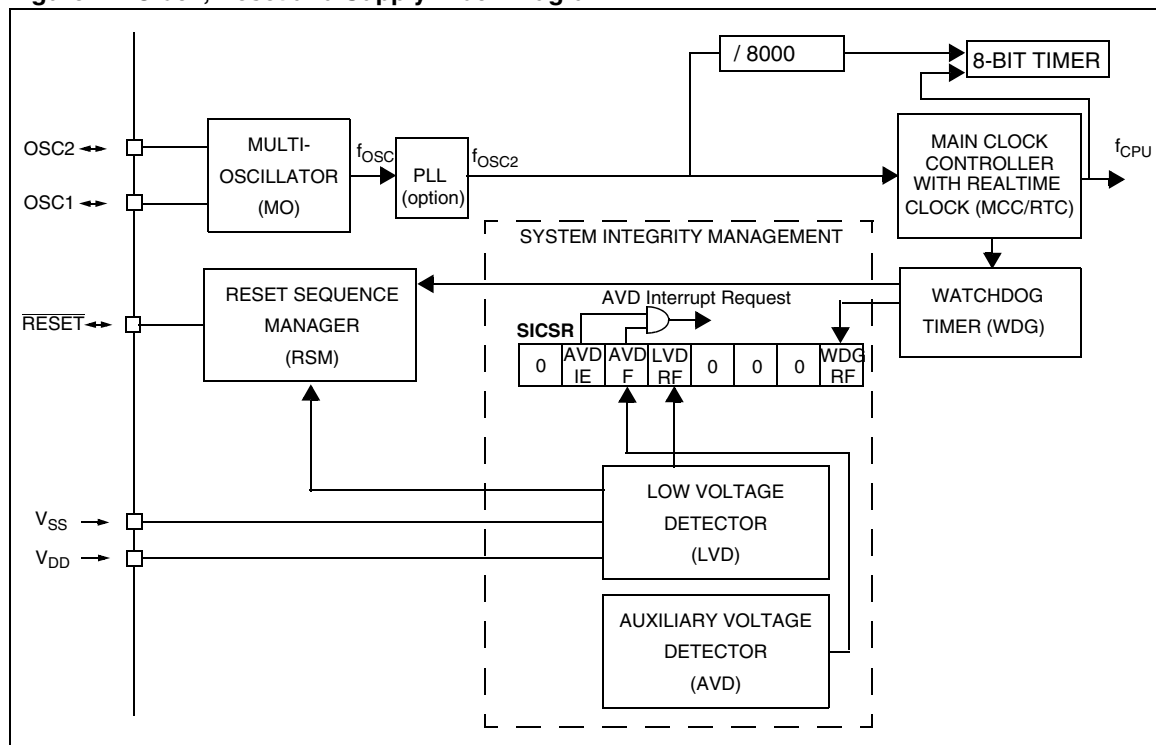 / 8000
8-BIT TIMER
OSC2
OSC1
MULTI-
OSCILLATOR
(MO)
fOSC
PLL
(option)
fOSC2
MAIN CLOCK
CONTROLLER
WITH REALTIME
CLOCK (MCC/RTC)
fCPU
SYSTEM INTEGRITY MANAGEMENT
RESET
RESET SEQUENCE
MANAGER
(RSM)
AVD Interrupt Request
WATCHDOG
TIMER (WDG)
SICSR
0 AVD IE AVD F LVD RF 0 0 0 WDG RF
VSS
VDD
LOW VOLTAGE
DETECTOR
(LVD)
AUXILIARY VOLTAGE
DETECTOR
(AVD)